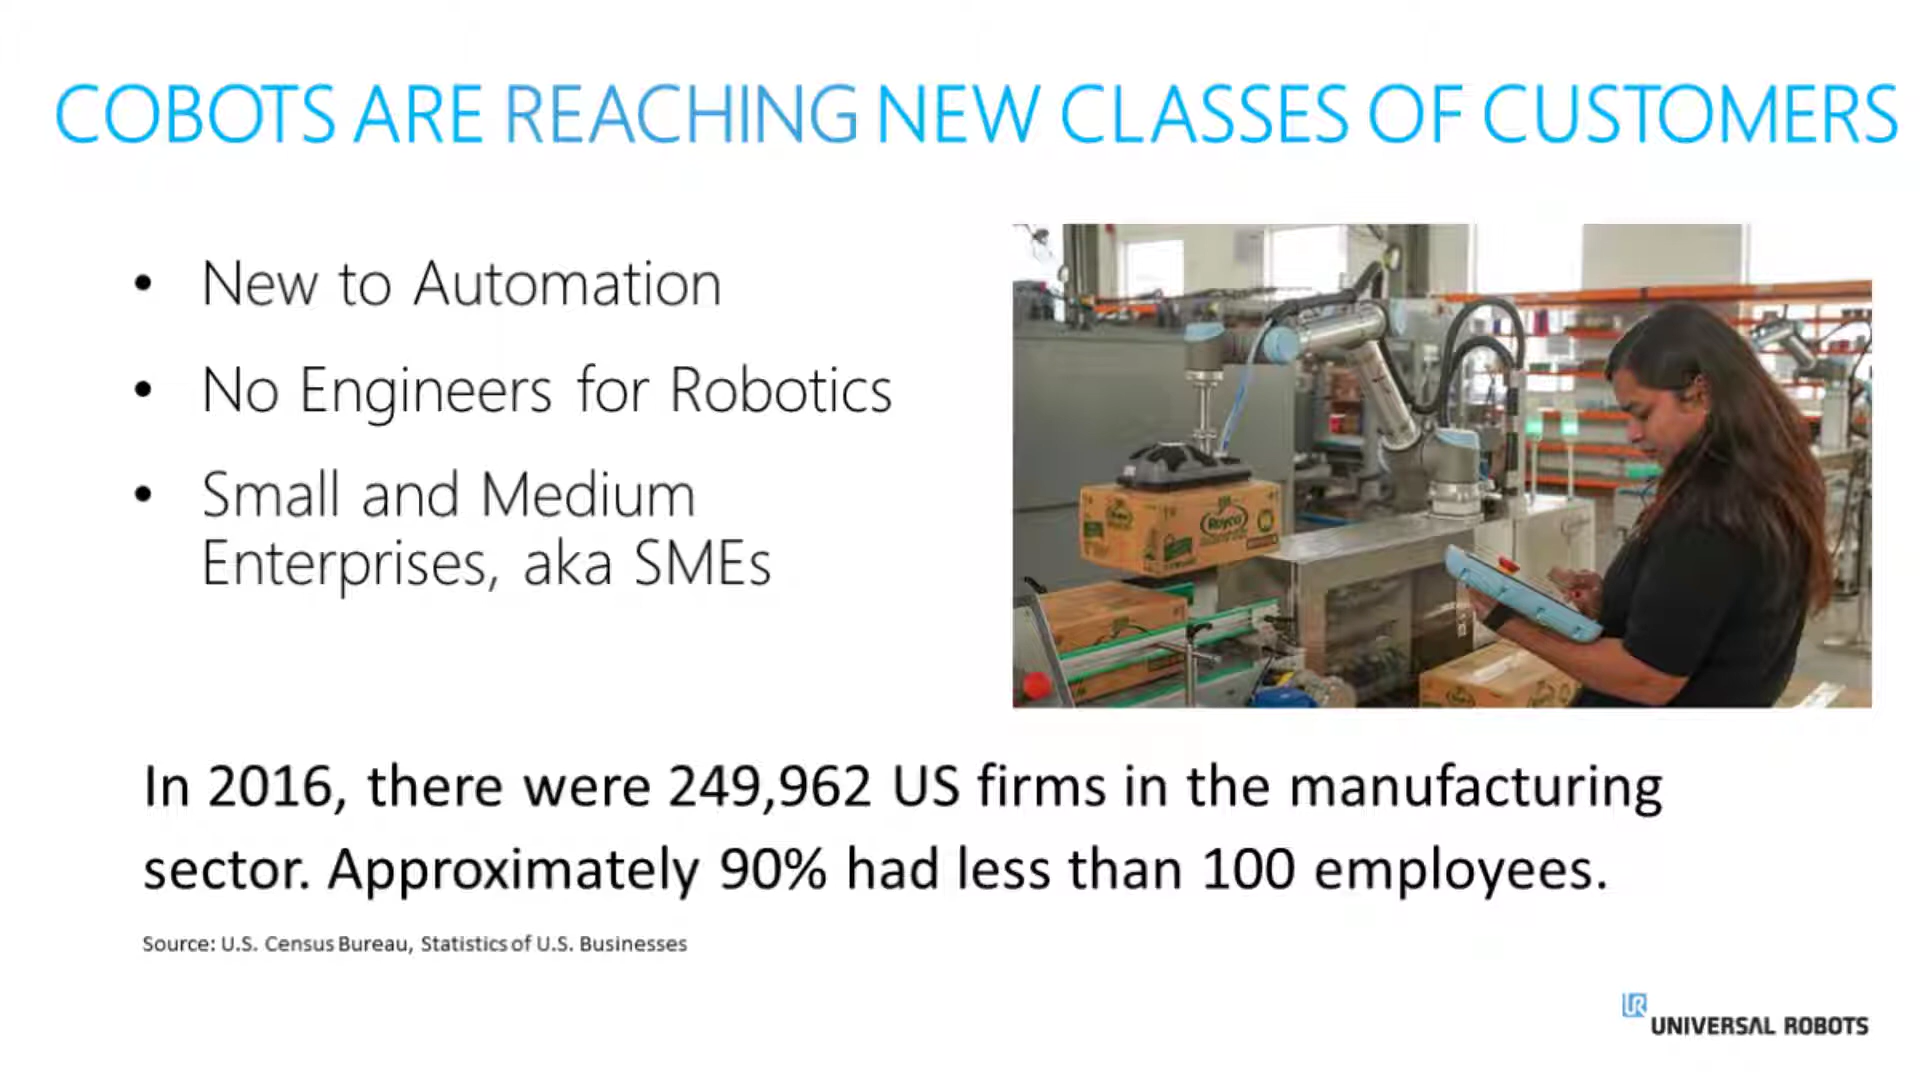 COBOTS ARE REACHING NEW CLASSES OF CUSTOMERS
• New to Automation
• No Engineers for Robotics
• Small and Medium
Enterprises, aka SMEs
Royco
In 2016, there were 249,962 US firms in the manufacturing
sector. Approximately 90% had less than 100 employees.
Source: U.S. Census Bureau, Statistics of U.S. Businesses
UR
UNIVERSAL ROBOTS